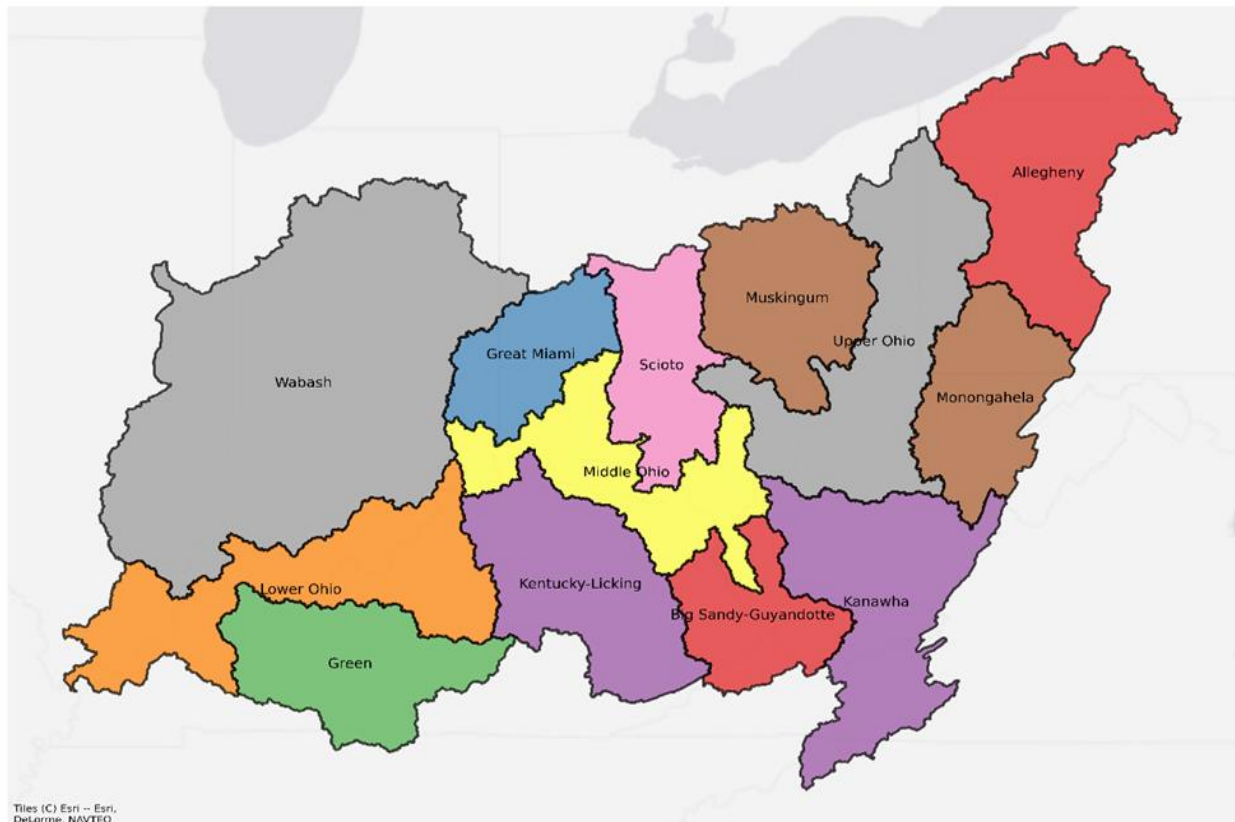 Allegheny
Muskingum
Upper Ohio
Great Miami
Scioto
Wabash
Monongahela
Middle Ohio
Kentucky-Licking
Lower Ohio
Kanawha
Big Sandy-Guyandotte
Green
Tiles (C) Esri -- Esri,
DeLorme, NAVTEQ